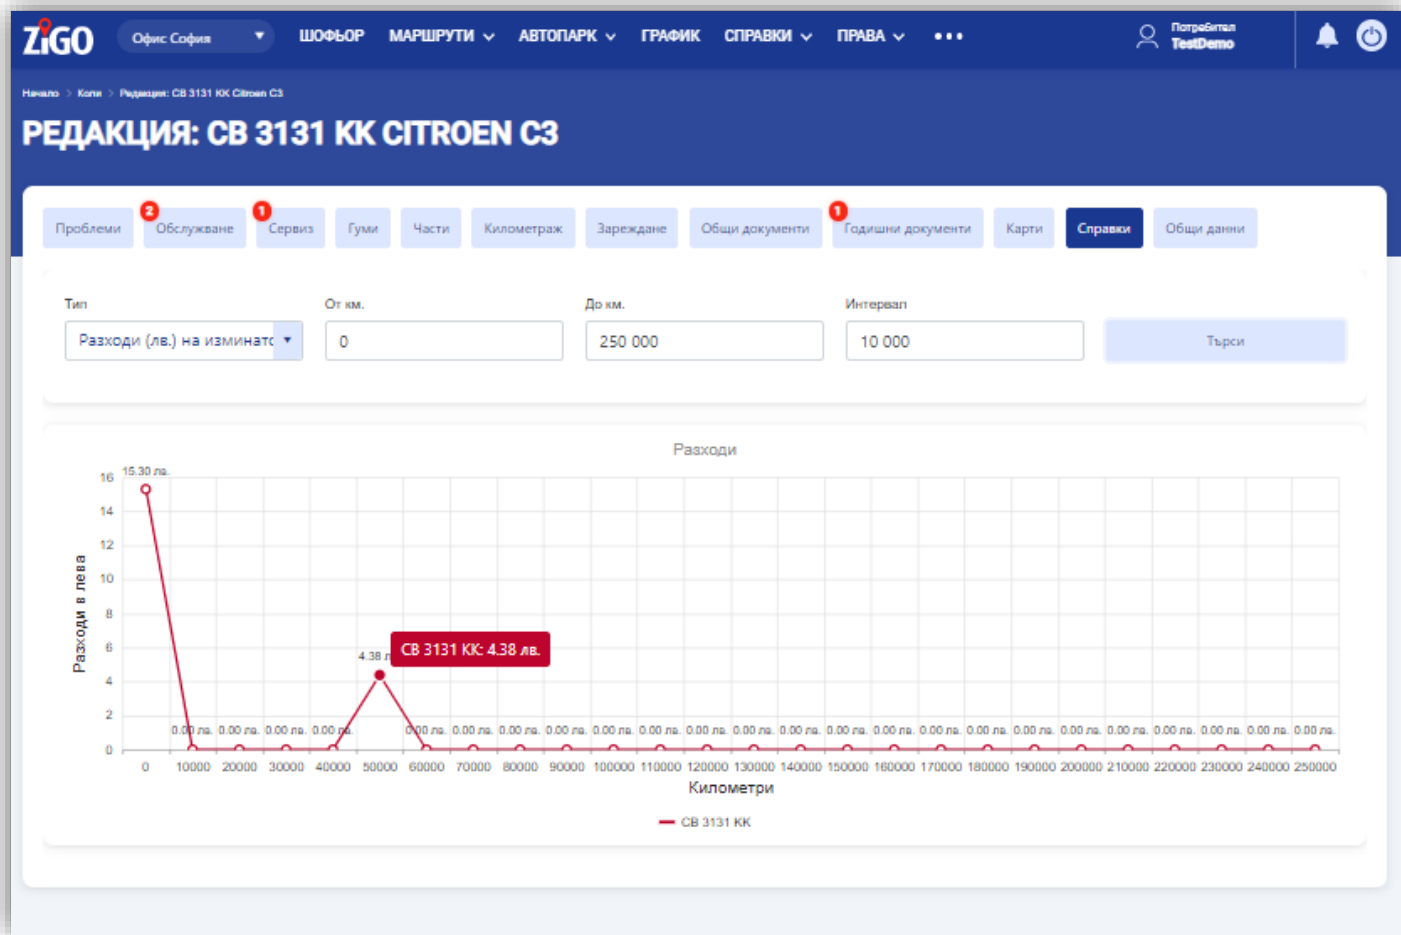 ZiGO
Офис София
ШОФЬОР
МАРШРУТИ
АВТОПАРК
ГРАФИК
СПРАВКИ
ПРАВА
Потребител
TestDemo
Начало > Коли > Редакция: CB 3131 KK Citroen C3
РЕДАКЦИЯ: CB 3131 KK CITROEN C3
Проблеми
2
Обслужване
1
Сервиз
Гуми
Части
Километраж
Зареждане
Общи документи
1
Годишни документи
Карти
Справки
Общи данни
Тип
От км.
До км.
Интервал
Разходи (лв.) на изминато
0
250 000
10 000
Търси
Разходи
Разходи в лева
16
14
12
10
8
6
4
2
0
15.30 лв.
4.38 л
CB 3131 KK: 4.38 лв.
0.00 лв. 0.00 лв. 0.00 лв. 0.00 лв. 0.00 лв. 0.00 лв. 0.00 лв. 0.00 лв. 0.00 лв. 0.00 лв. 0.00 лв. 0.00 лв. 0.00 лв. 0.00 лв. 0.00 лв. 0.00 лв. 0.00 лв. 0.00 лв. 0.00 лв. 0.00 лв. 0.00 лв. 0.00 лв. 0.00 лв. 0.00 лв.
0 10000 20000 30000 40000 50000 60000 70000 80000 90000 100000 110000 120000 130000 140000 150000 160000 170000 180000 190000 200000 210000 220000 230000 240000 250000
Километри
CB 3131 KK